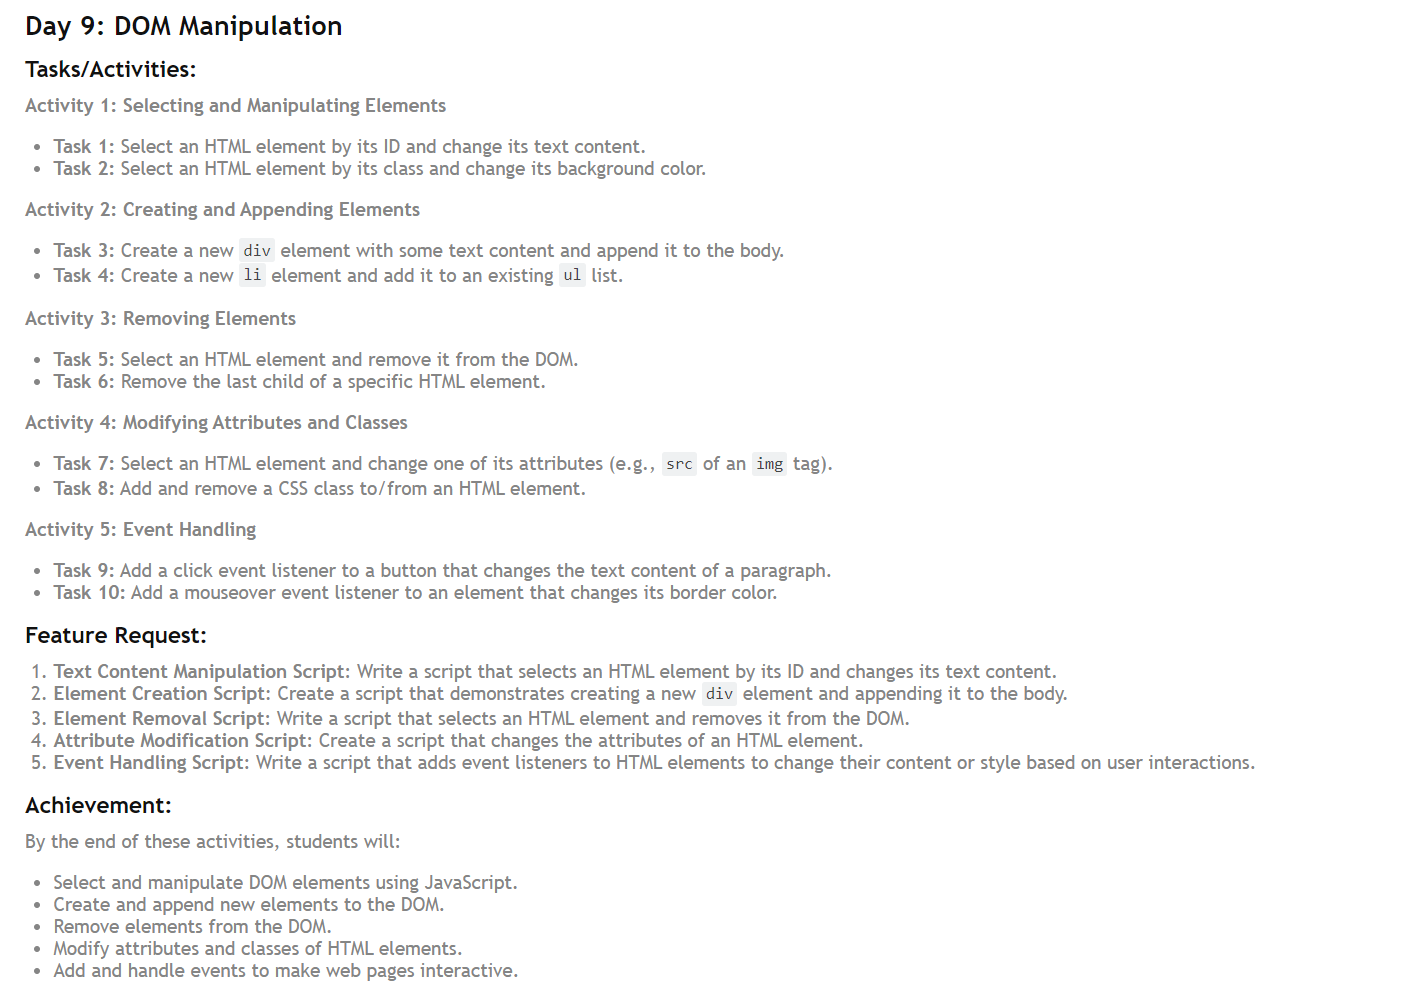 Day 9: DOM Manipulation
Tasks/Activities:
Activity 1: Selecting and Manipulating Elements
• Task 1: Select an HTML element by its ID and change its text content.
• Task 2: Select an HTML element by its class and change its background color.
Activity 2: Creating and Appending Elements
• Task 3: Create a new div element with some text content and append it to the body.
• Task 4: Create a new li element and add it to an existing ul list.
Activity 3: Removing Elements
• Task 5: Select an HTML element and remove it from the DOM.
• Task 6: Remove the last child of a specific HTML element.
Activity 4: Modifying Attributes and Classes
• Task 7: Select an HTML element and change one of its attributes (e.g., src of an img tag).
• Task 8: Add and remove a CSS class to/from an HTML element.
Activity 5: Event Handling
• Task 9: Add a click event listener to a button that changes the text content of a paragraph.
• Task 10: Add a mouseover event listener to an element that changes its border color.
Feature Request:
1. Text Content Manipulation Script: Write a script that selects an HTML element by its ID and changes its text content.
2. Element Creation Script: Create a script that demonstrates creating a new div element and appending it to the body.
3. Element Removal Script: Write a script that selects an HTML element and removes it from the DOM.
4. Attribute Modification Script: Create a script that changes the attributes of an HTML element.
5. Event Handling Script: Write a script that adds event listeners to HTML elements to change their content or style based on user interactions.
Achievement:
By the end of these activities, students will:
• Select and manipulate DOM elements using JavaScript.
• Create and append new elements to the DOM.
• Remove elements from the DOM.
• Modify attributes and classes of HTML elements.
• Add and handle events to make web pages interactive.